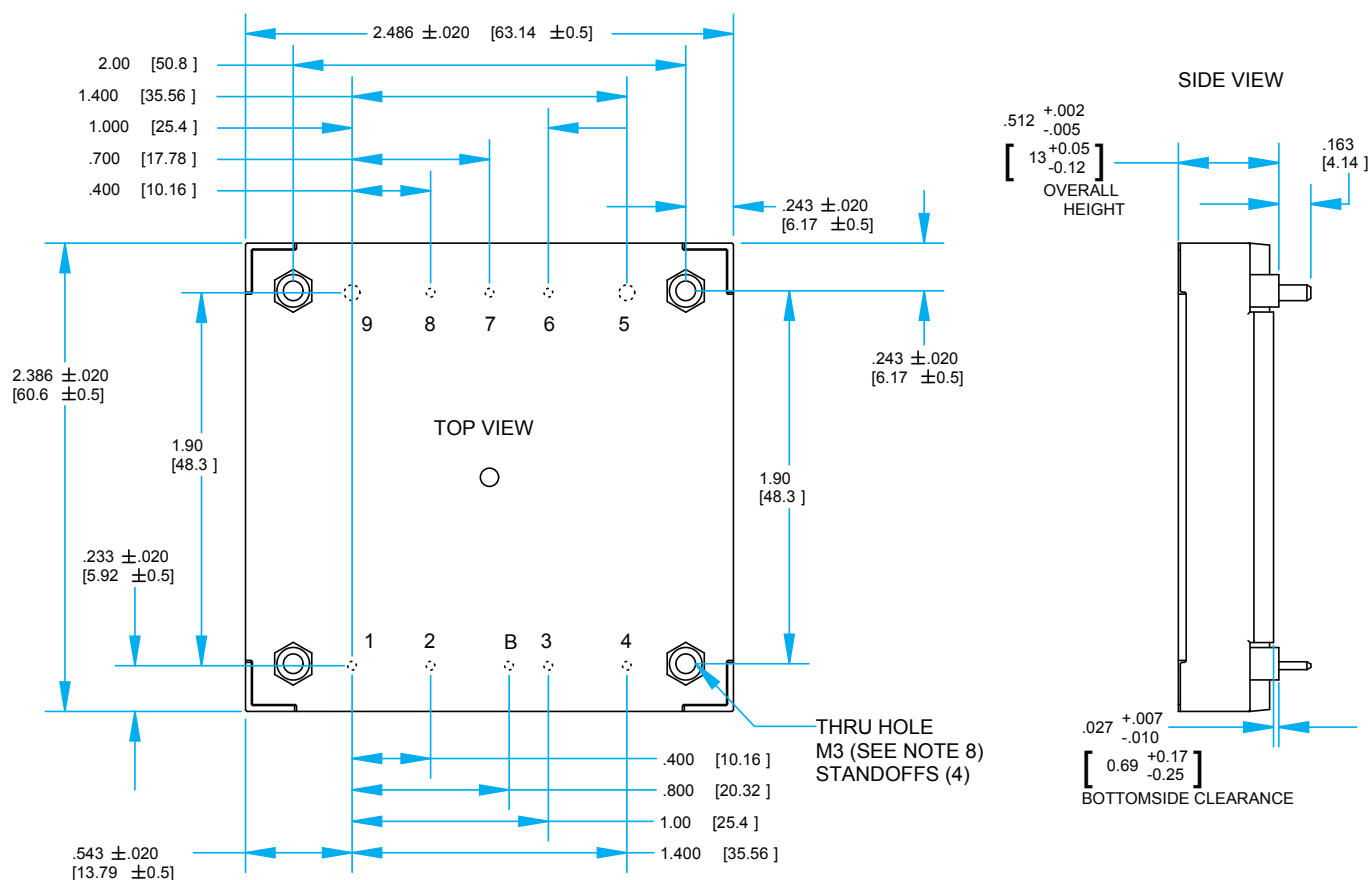 2.486 ±.020 [63.14 ±0.5]
2.00 [50.8 ]
1.400 [35.56 ]
1.000 [25.4 ]
.700 [17.78 ]
.400 [10.16 ]
.243 ±.020
[6.17 ±0.5]
SIDE VIEW
.512 +.002
-.005
[ 13 +0.05
-0.12 ]
OVERALL
HEIGHT
.163
[4.14 ]
9 8 7 6 5
2.386 ±.020
[60.6 ±0.5]
.243 ±.020
[6.17 ±0.5]
TOP VIEW
1.90
[48.3 ]
1.90
[48.3 ]
.233 ±.020
[5.92 ±0.5]
1 2 B 3 4
THRU HOLE
M3 (SEE NOTE 8)
STANDOFFS (4)
.027 +.007
-.010
[ 0.69 +0.17
-0.25 ]
BOTTOMSIDE CLEARANCE
.400 [10.16 ]
.800 [20.32 ]
1.00 [25.4 ]
1.400 [35.56 ]
.543 ±.020
[13.79 ±0.5]